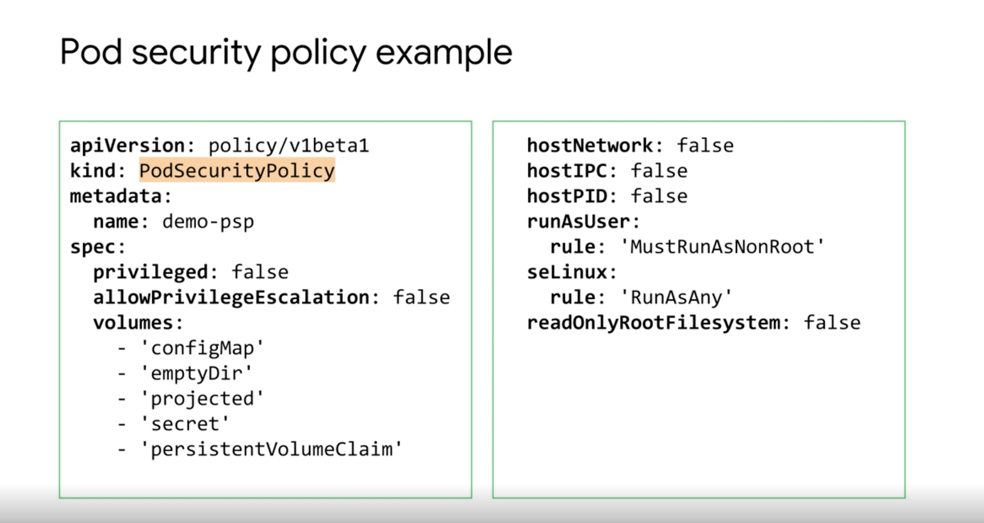 Pod security policy example
apiVersion: policy/v1beta1
kind: PodSecurityPolicy
metadata:
  name: demo-psp
spec:
  privileged: false
  allowPrivilegeEscalation: false
  volumes:
    - 'configMap'
    - 'emptyDir'
    - 'projected'
    - 'secret'
    - 'persistentVolumeClaim'
hostNetwork: false
hostIPC: false
hostPID: false
runAsUser:
  rule: 'MustRunAsNonRoot'
seLinux:
  rule: 'RunAsAny'
readOnlyRootFilesystem: false